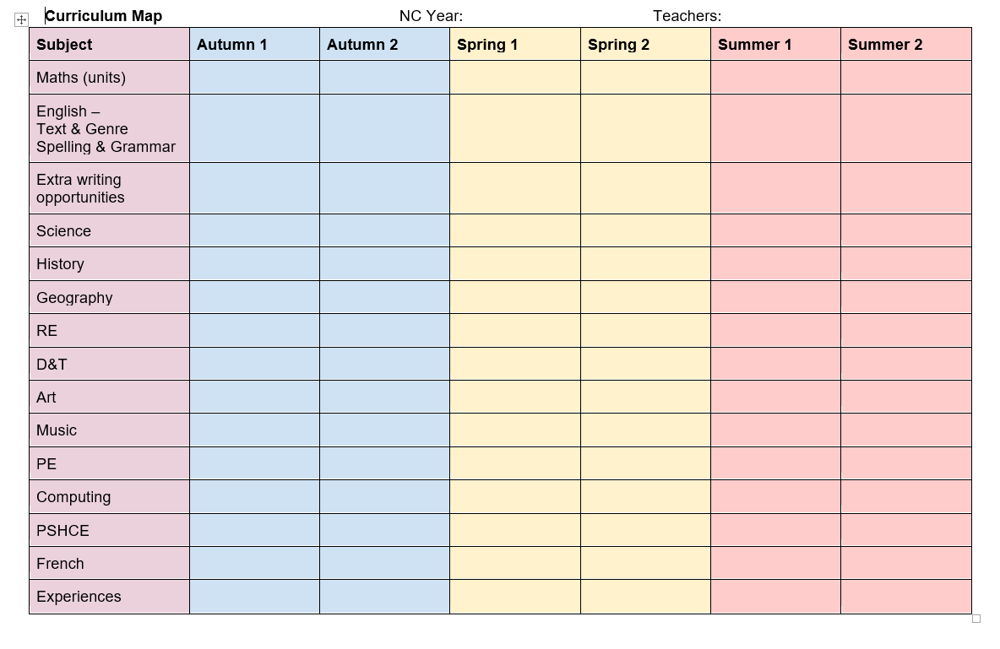 Curriculum Map NC Year: Teachers:
Subject Autumn 1 Autumn 2 Spring 1 Spring 2 Summer 1 Summer 2
Maths (units)
English –
Text & Genre
Spelling & Grammar
Extra writing
opportunities
Science
History
Geography
RE
D&T
Art
Music
PE
Computing
PSHCE
French
Experiences